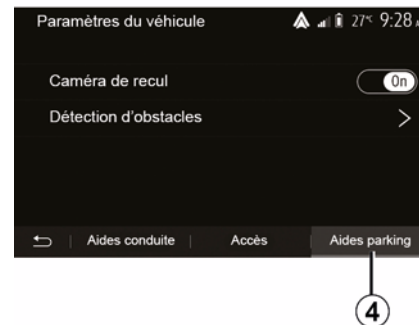 Paramètres du véhicule 27°C 9:28
Caméra de recul On
Détection d'obstacles >
Aides conduite | Accès | Aides parking
4